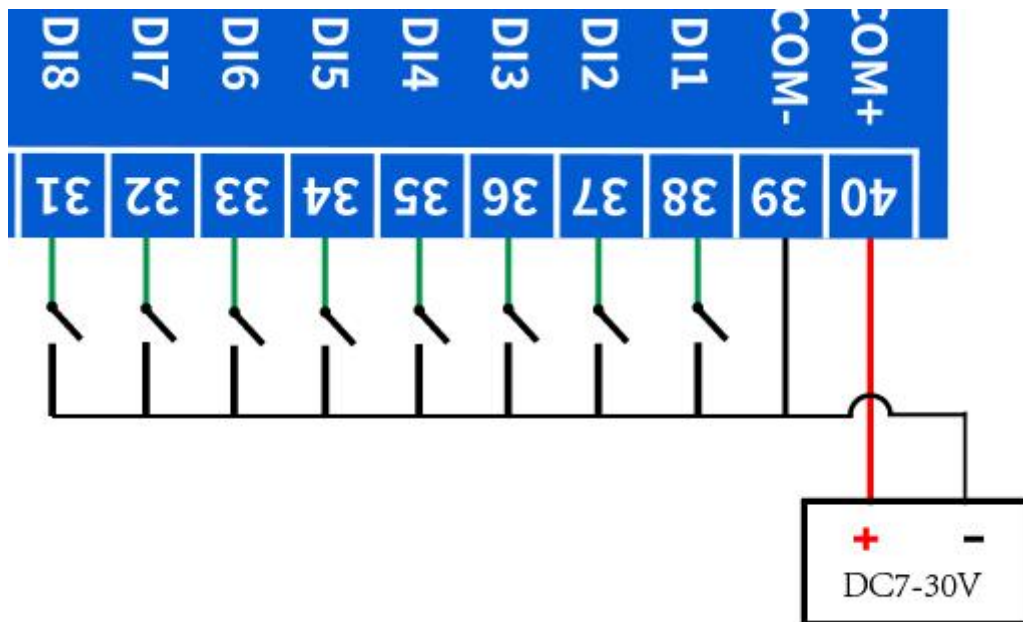 DI8 DI7 DI6 DI5 DI4 DI3 DI2 DI1 COM- COM+
31 32 33 34 35 36 37 38 39 40
+ -
DC7-30V